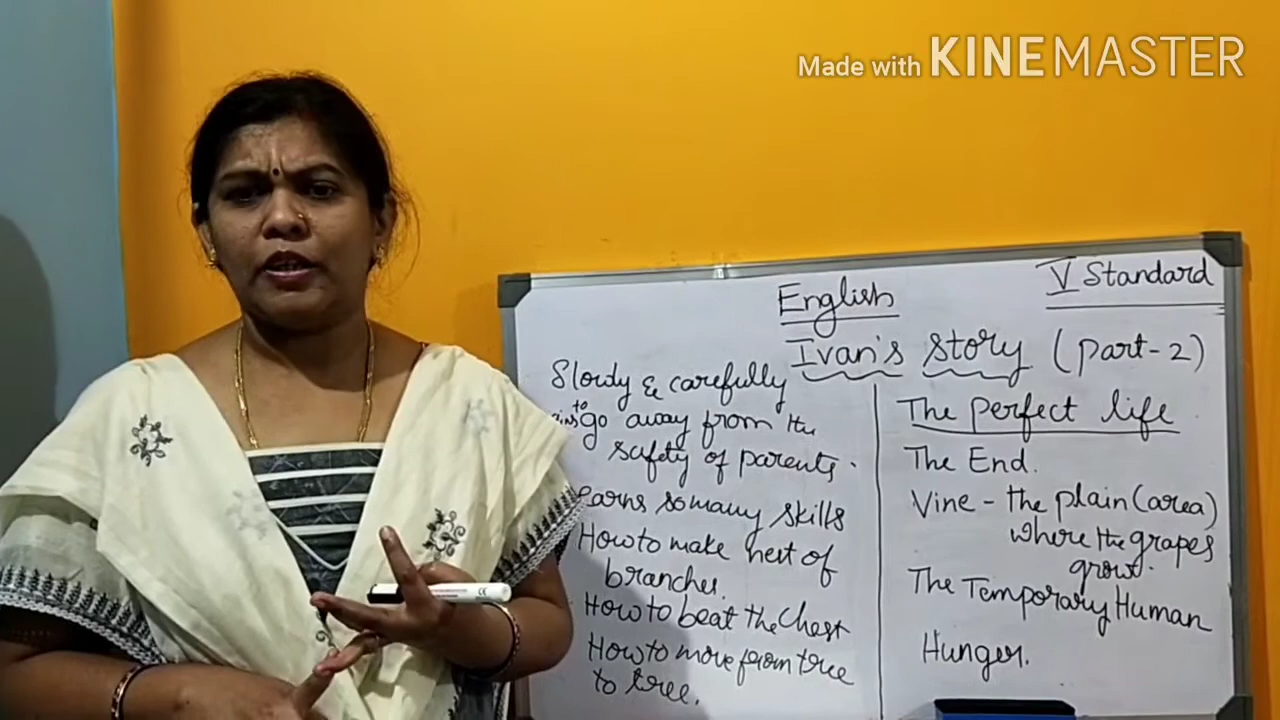 Made with KINEMASTER
English
V Standard
Ivan's story (part-2)
Slowly & carefully
to go away from the
safety of parents.
earns so many skills
How to make nest of
branches.
How to beat the chest
How to move from tree
to tree.
The perfect life
The End.
Vine - the plain (area)
where the grapes
grow.
The Temporary Human
Hunger.